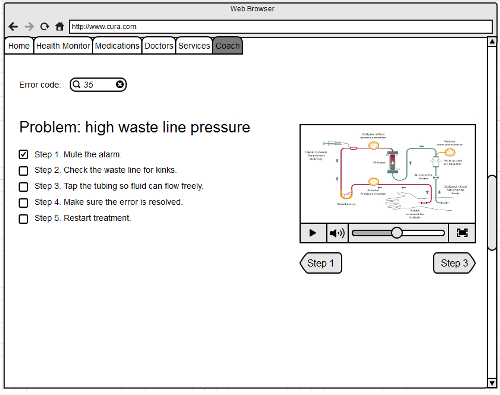 Web Browser
http://www.cura.com
Home Health Monitor Medications Doctors Services Coach
Error code: 35
Problem: high waste line pressure
Step 1. Mute the alarm.
Step 2. Check the waste line for kinks.
Step 3. Tap the tubing so fluid can flow freely.
Step 4. Make sure the error is resolved.
Step 5. Restart treatment.
Step 1
Step 3